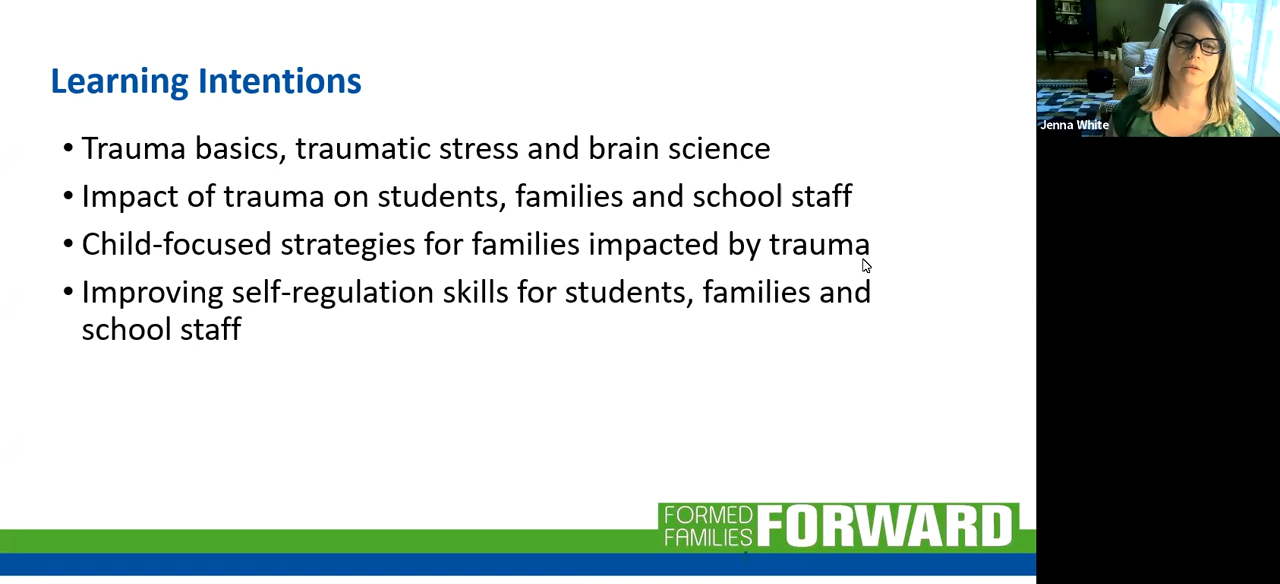 Learning Intentions
• Trauma basics, traumatic stress and brain science
• Impact of trauma on students, families and school staff
• Child-focused strategies for families impacted by trauma
• Improving self-regulation skills for students, families and
school staff
FORMED
FAMILIES
FORWARD
Jenna White